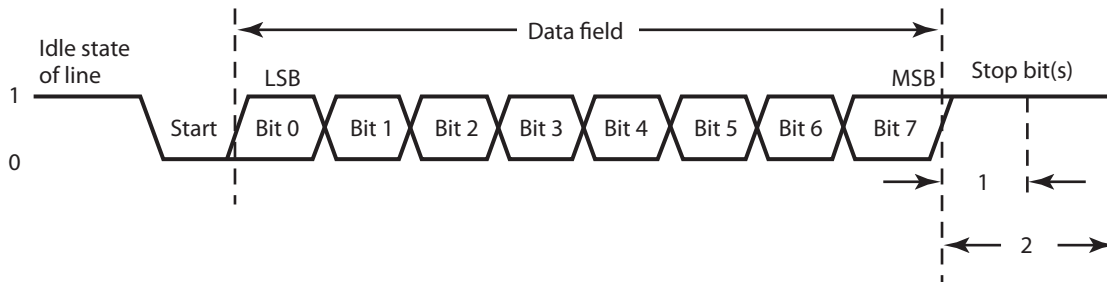 Data field
Idle state
of line
LSB
MSB
Stop bit(s)
1
Start
Bit 0
Bit 1
Bit 2
Bit 3
Bit 4
Bit 5
Bit 6
Bit 7
0
1
2